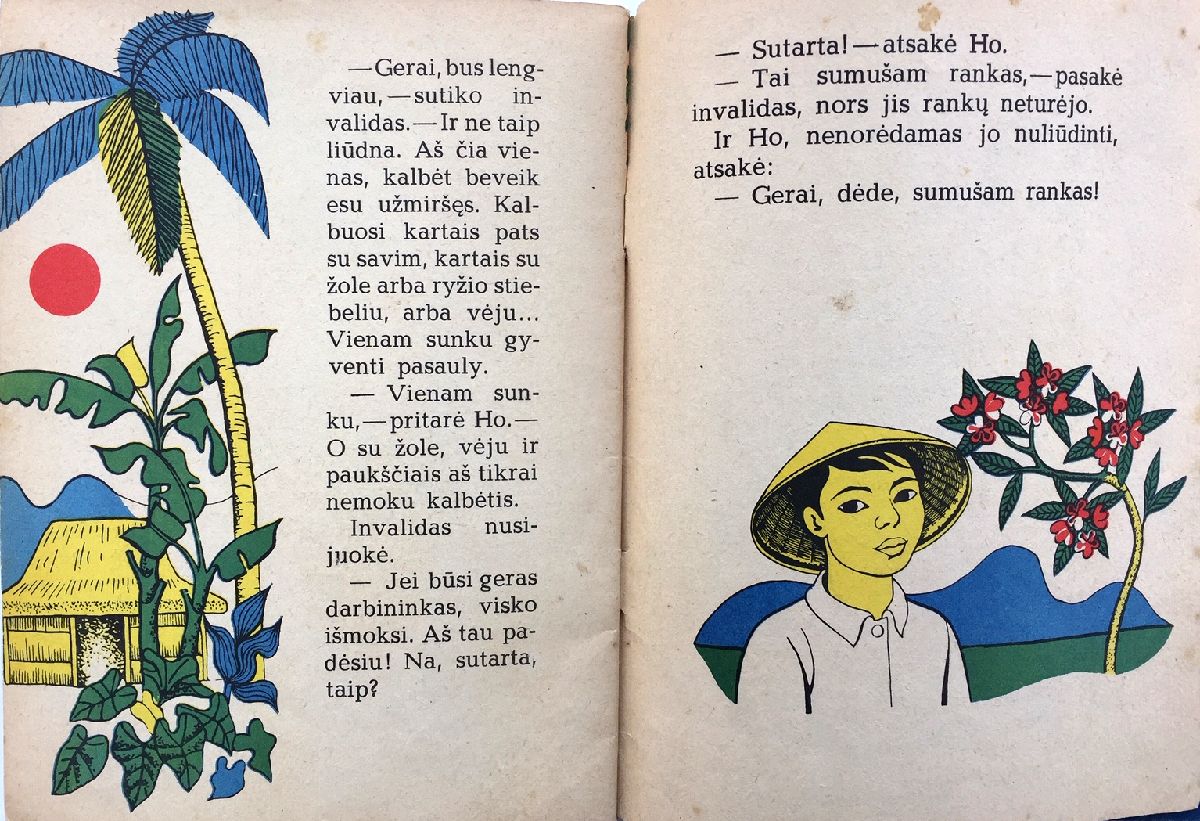 —Gerai, bus leng-
viau,—sutiko in-
validas.—Ir ne taip
liūdna. Aš čia vie-
nas, kalbėt beveik
esu užmiršęs. Kal-
buosi kartais pats
su savim, kartais su
žole arba ryžio stie-
beliu, arba vėju...
Vienam sunku gy-
venti pasauly.
— Vienam sun-
ku,—pritarė Ho.—
O su žole, vėju ir
paukščiais aš tikrai
nemoku kalbėtis.
Invalidas nusi-
juokė.
— Jei būsi geras
darbininkas, visko
išmoksi. Aš tau pa-
dėsiu! Na, sutarta,
taip?
— Sutarta!—atsakė Ho.
— Tai sumušam rankas,—pasakė
invalidas, nors jis rankų neturėjo.
Ir Ho, nenorėdamas jo nuliūdinti,
atsakė:
— Gerai, dėde, sumušam rankas!